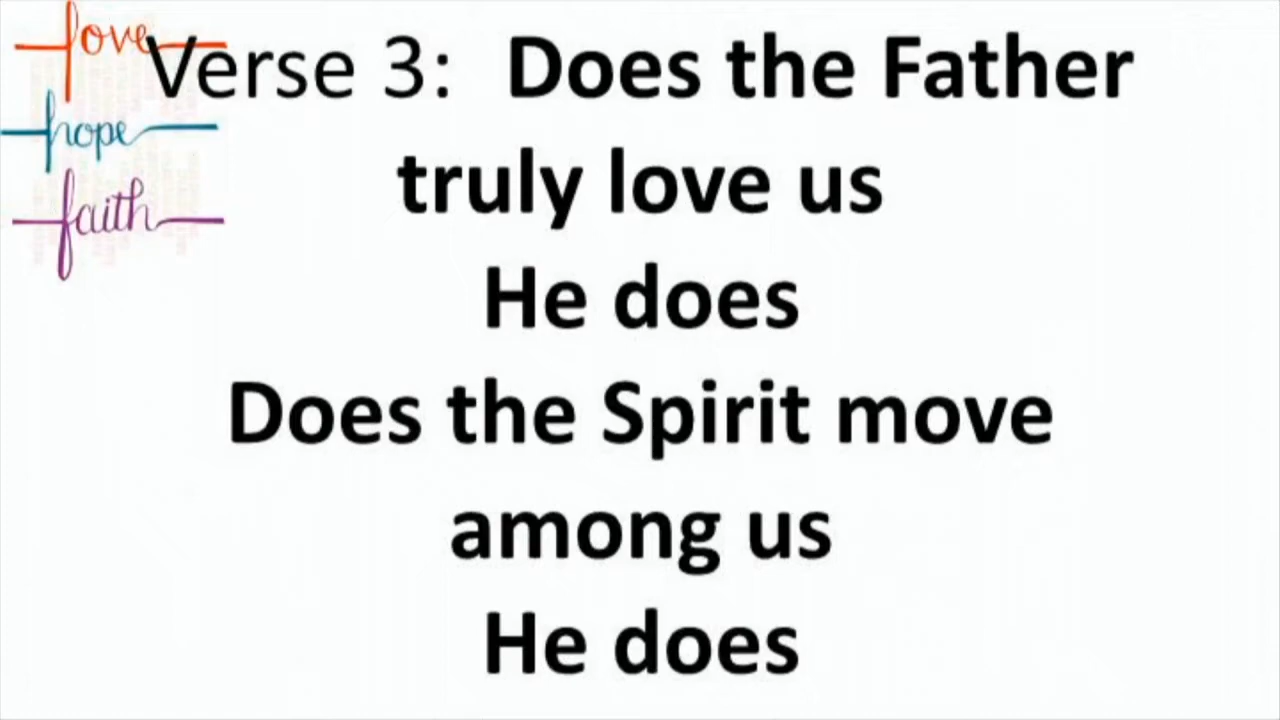 love
hope
faith
Verse 3: Does the Father
truly love us
He does
Does the Spirit move
among us
He does